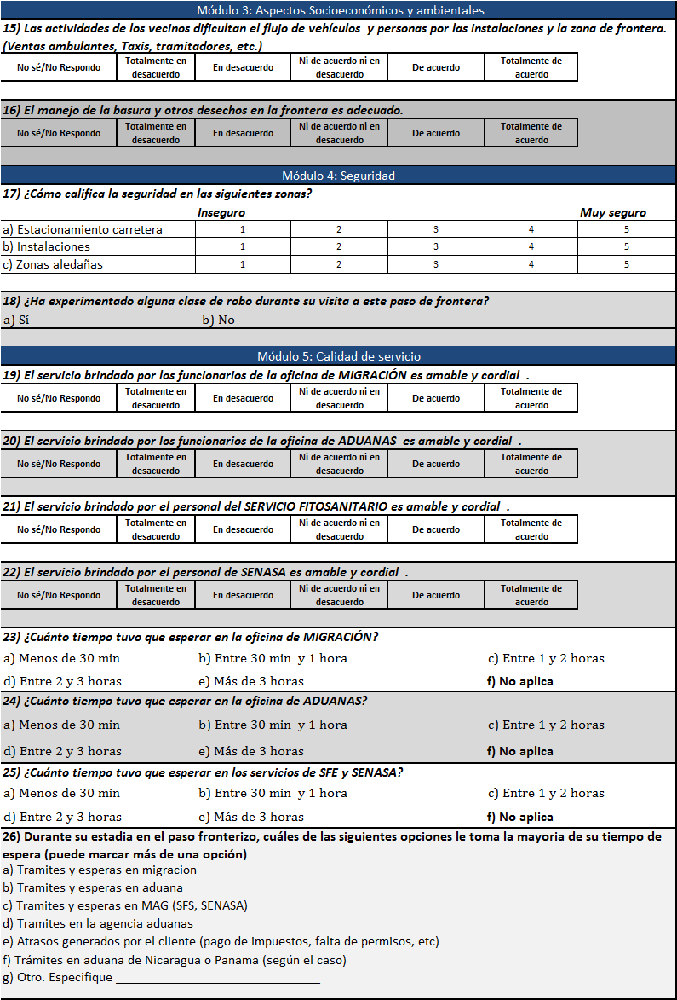 Módulo 3: Aspectos Socioeconómicos y ambientales
15) Las actividades de los vecinos dificultan el flujo de vehículos y personas por las instalaciones y la zona de frontera.
(Ventas ambulantes, Taxis, tramitadores, etc.)
No sé/No Respondo Totalmente en desacuerdo En desacuerdo Ni de acuerdo ni en desacuerdo De acuerdo Totalmente de acuerdo
16) El manejo de la basura y otros desechos en la frontera es adecuado.
No sé/No Respondo Totalmente en desacuerdo En desacuerdo Ni de acuerdo ni en desacuerdo De acuerdo Totalmente de acuerdo
Módulo 4: Seguridad
17) ¿Cómo califica la seguridad en las siguientes zonas?
Inseguro Muy seguro
a) Estacionamiento carretera 1 2 3 4 5
b) Instalaciones 1 2 3 4 5
c) Zonas aledañas 1 2 3 4 5
18) ¿Ha experimentado alguna clase de robo durante su visita a este paso de frontera?
a) Sí b) No
Módulo 5: Calidad de servicio
19) El servicio brindado por los funcionarios de la oficina de MIGRACIÓN es amable y cordial .
No sé/No Respondo Totalmente en desacuerdo En desacuerdo Ni de acuerdo ni en desacuerdo De acuerdo Totalmente de acuerdo
20) El servicio brindado por los funcionarios de la oficina de ADUANAS es amable y cordial .
No sé/No Respondo Totalmente en desacuerdo En desacuerdo Ni de acuerdo ni en desacuerdo De acuerdo Totalmente de acuerdo
21) El servicio brindado por el personal del SERVICIO FITOSANITARIO es amable y cordial .
No sé/No Respondo Totalmente en desacuerdo En desacuerdo Ni de acuerdo ni en desacuerdo De acuerdo Totalmente de acuerdo
22) El servicio brindado por el personal de SENASA es amable y cordial .
No sé/No Respondo Totalmente en desacuerdo En desacuerdo Ni de acuerdo ni en desacuerdo De acuerdo Totalmente de acuerdo
23) ¿Cuánto tiempo tuvo que esperar en la oficina de MIGRACIÓN?
a) Menos de 30 min b) Entre 30 min y 1 hora c) Entre 1 y 2 horas
d) Entre 2 y 3 horas e) Más de 3 horas f) No aplica
24) ¿Cuánto tiempo tuvo que esperar en la oficina de ADUANAS?
a) Menos de 30 min b) Entre 30 min y 1 hora c) Entre 1 y 2 horas
d) Entre 2 y 3 horas e) Más de 3 horas f) No aplica
25) ¿Cuánto tiempo tuvo que esperar en los servicios de SFE y SENASA?
a) Menos de 30 min b) Entre 30 min y 1 hora c) Entre 1 y 2 horas
d) Entre 2 y 3 horas e) Más de 3 horas f) No aplica
26) Durante su estadia en el paso fronterizo, cuáles de las siguientes opciones le toma la mayoria de su tiempo de
espera (puede marcar más de una opción)
a) Tramites y esperas en migracion
b) Tramites y esperas en aduana
c) Tramites y esperas en MAG (SFS, SENASA)
d) Tramites en la agencia aduanas
e) Atrasos generados por el cliente (pago de impuestos, falta de permisos, etc)
f) Trámites en aduana de Nicaragua o Panama (según el caso)
g) Otro. Especifique ______________________________